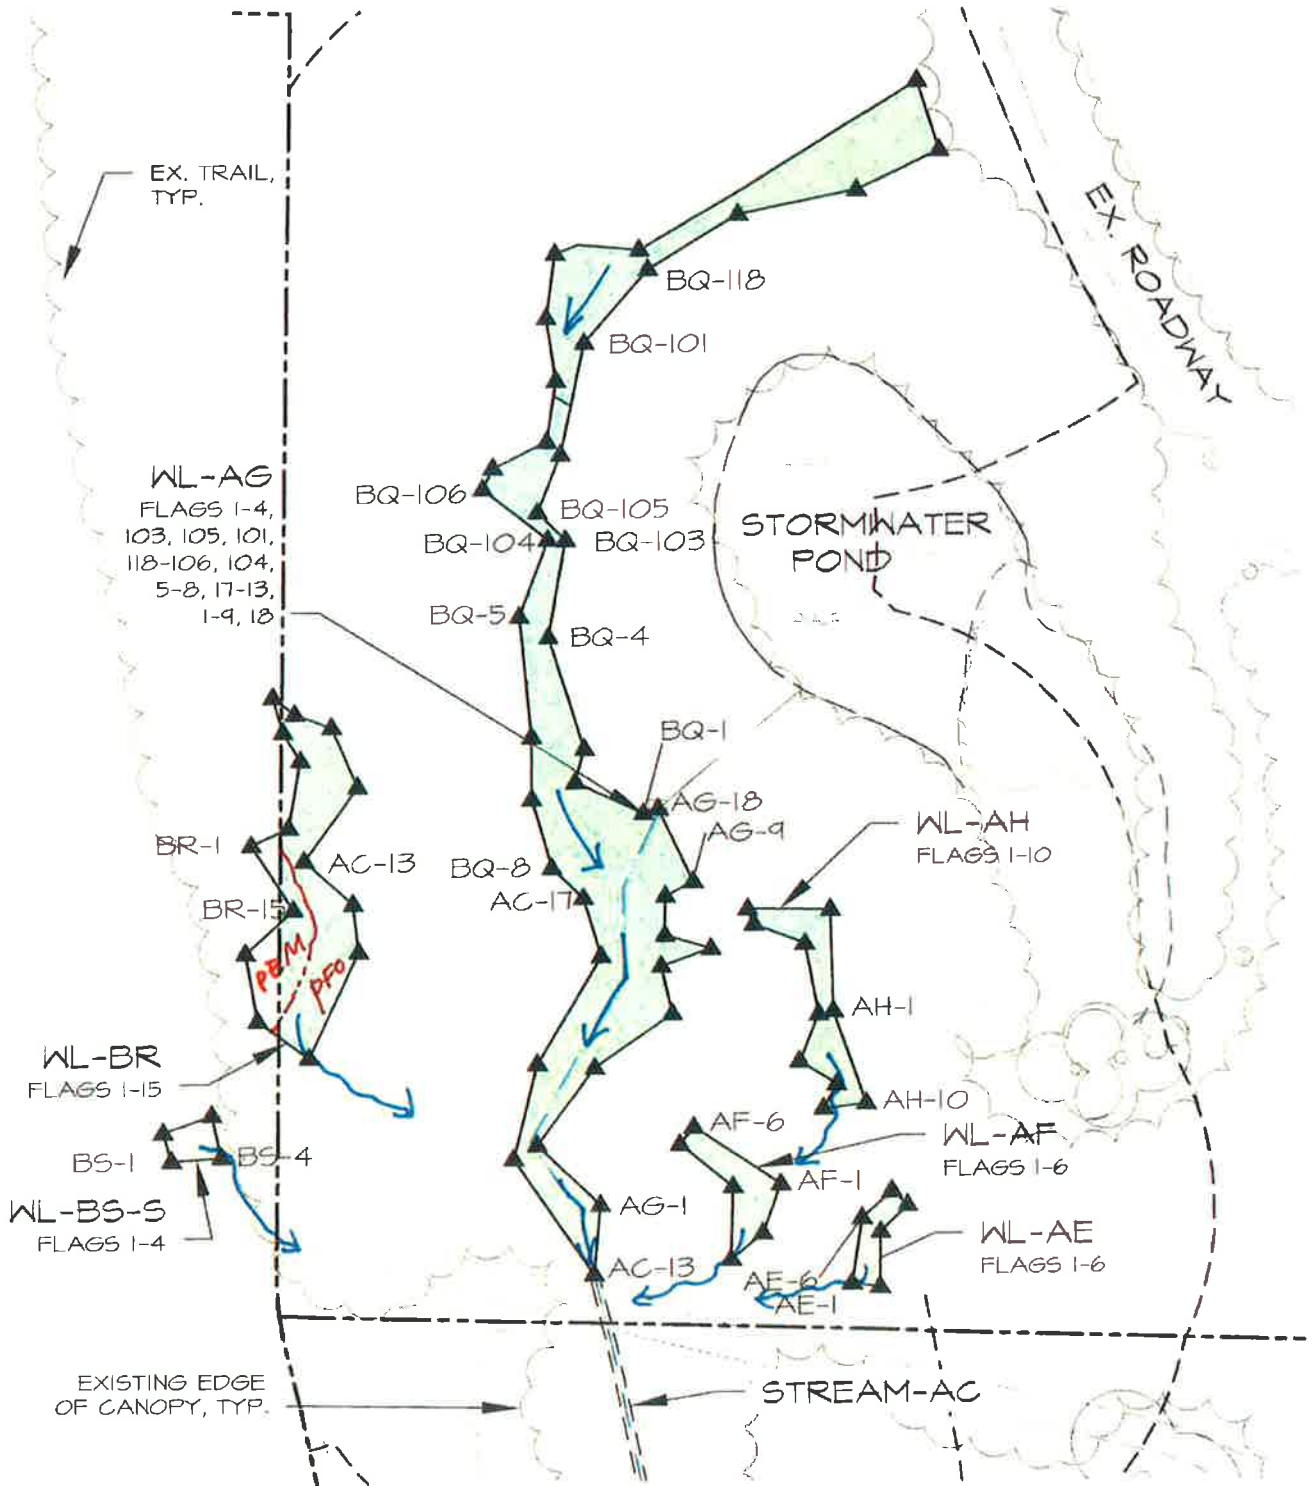 EX. TRAIL,
TYP.
EX. ROADWAY
BQ-118
BQ-101
WL-AG
FLAGS 1-4,
103, 105, 101,
118-106, 104,
5-8, 17-13,
1-9, 18
BQ-106
BQ-105
BQ-104
BQ-103
STORMWATER
POND
BQ-5
BQ-4
BQ-1
AG-18
AG-9
WL-AH
FLAGS 1-10
BR-1
AC-13
BQ-8
AC-17
BR-15
PEM
PFO
AH-1
WL-BR
FLAGS 1-15
AH-10
AF-6
WL-AF
FLAGS 1-6
BS-1
BS-4
AF-1
WL-BS-S
FLAGS 1-4
AG-1
WL-AE
FLAGS 1-6
AC-13
AE-6
AE-1
EXISTING EDGE
OF CANOPY, TYP.
STREAM-AC